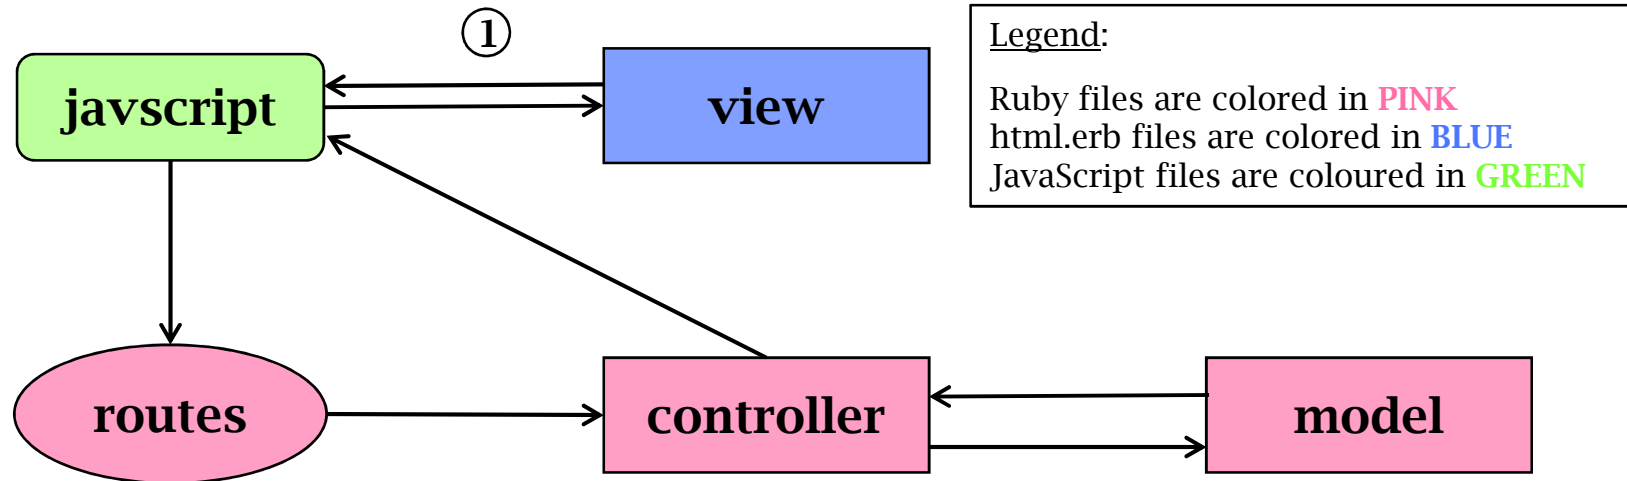 1
javscript
view
Legend:
Ruby files are colored in PINK
html.erb files are colored in BLUE
JavaScript files are coloured in GREEN
routes
controller
model